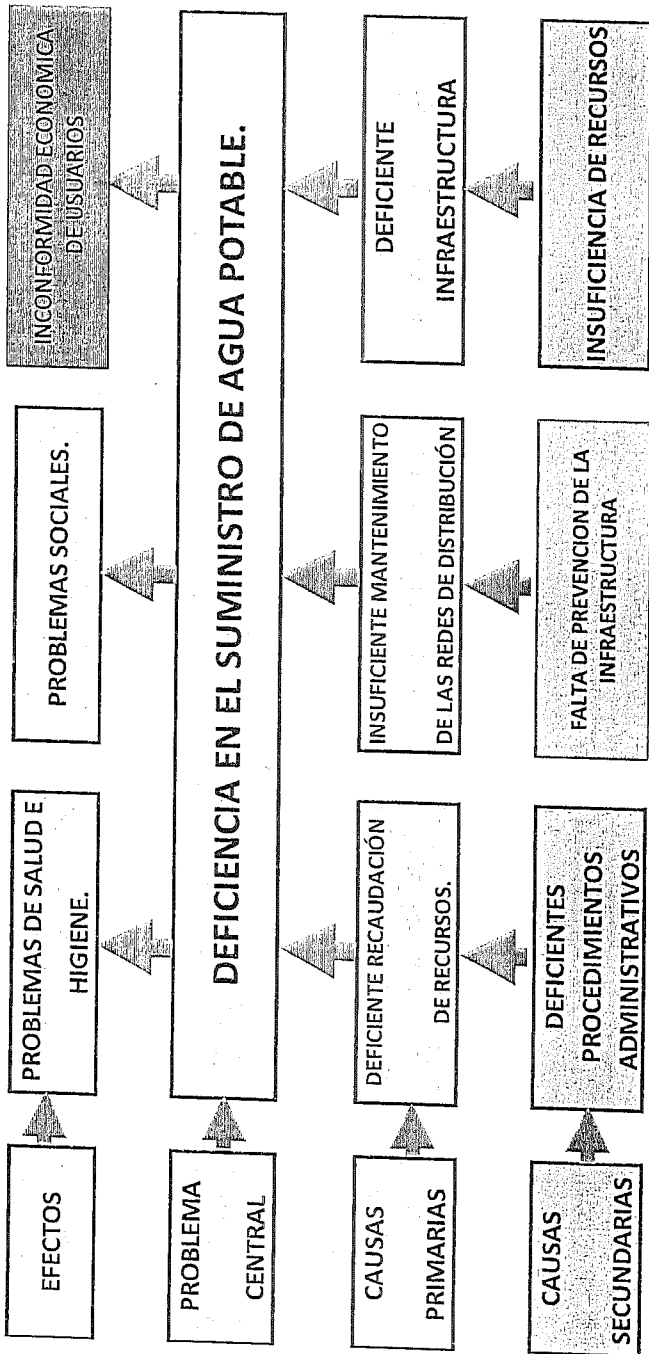 EFECTOS
PROBLEMAS DE SALUD E
HIGIENE.
PROBLEMAS SOCIALES.
INCONFORMIDAD ECONOMICA
DE USUARIOS
PROBLEMA
CENTRAL
DEFICIENCIA EN EL SUMINISTRO DE AGUA POTABLE.
CAUSAS
PRIMARIAS
DEFICIENTE RECAUDACIÓN
DE RECURSOS.
INSUFICIENTE MANTENIMIENTO
DE LAS REDES DE DISTRIBUCIÓN
DEFICIENTE
INFRAESTRUCTURA
CAUSAS
SECUNDARIAS
DEFICIENTES
PROCEDIMIENTOS
ADMINISTRATIVOS
FALTA DE PREVENCION DE LA
INFRAESTRUCTURA
INSUFICIENCIA DE RECURSOS